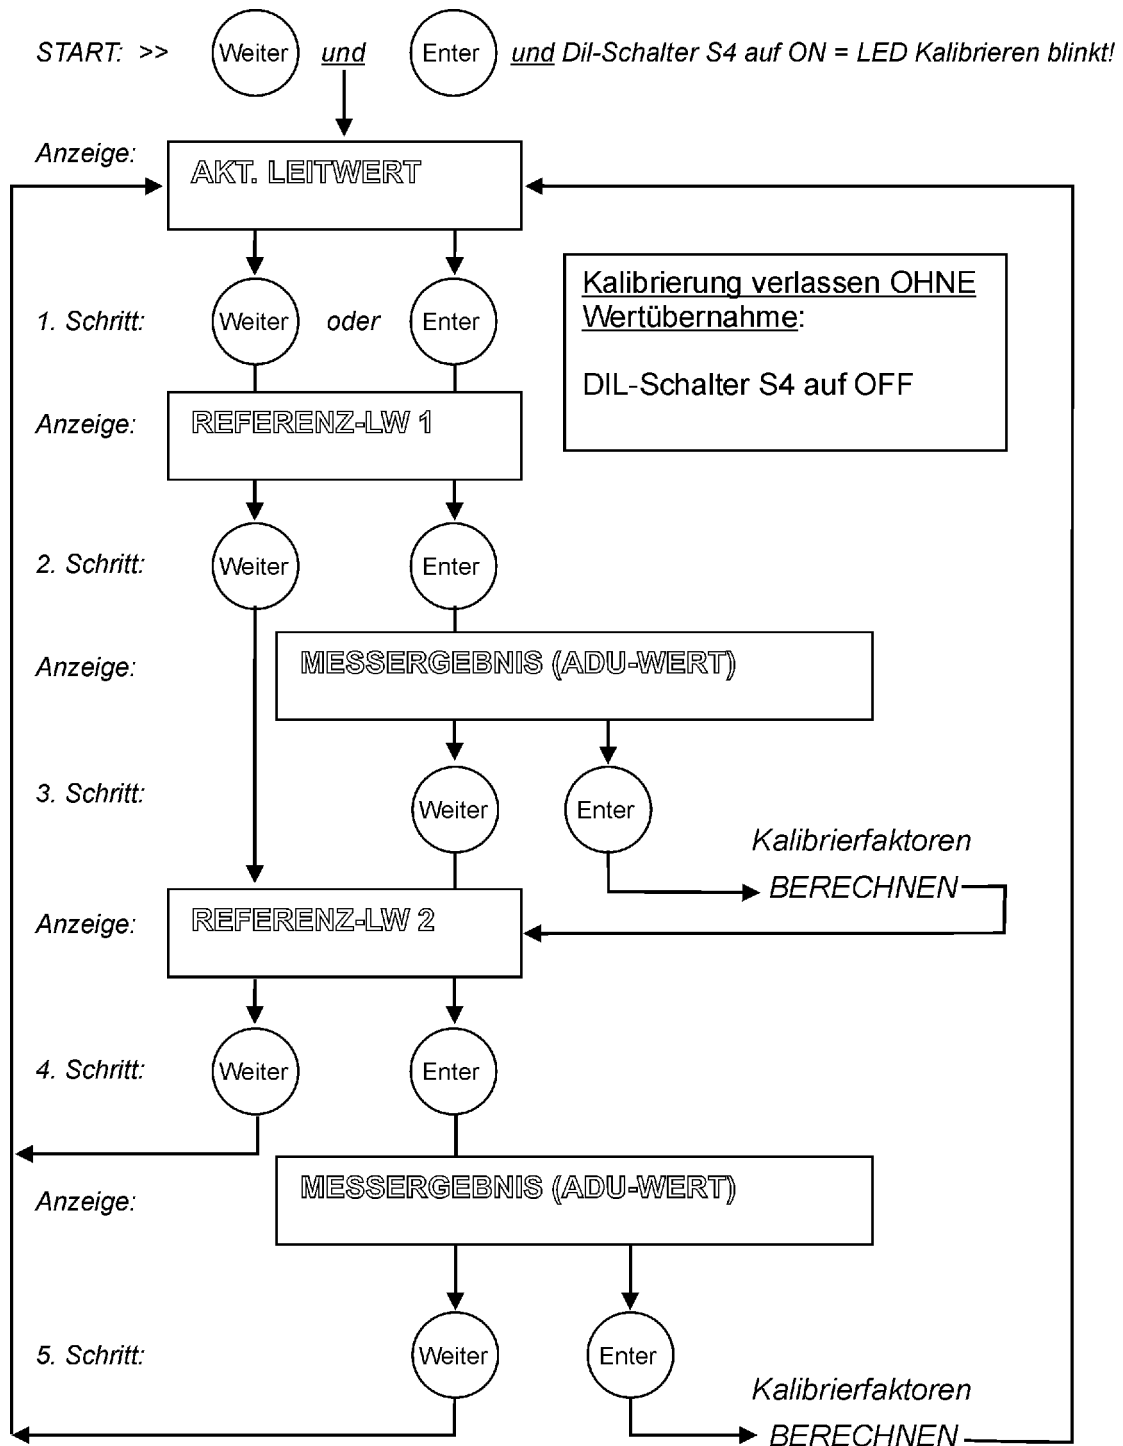 START: >> Weiter und Enter und Dil-Schalter S4 auf ON = LED Kalibrieren blinkt!
Anzeige: AKT. LEITWERT
Kalibrierung verlassen OHNE
Wertübernahme:
DIL-Schalter S4 auf OFF
1. Schritt: Weiter oder Enter
Anzeige: REFERENZ-LW 1
2. Schritt: Weiter Enter
Anzeige: MESSERGEBNIS (ADU-WERT)
3. Schritt: Weiter Enter
Kalibrierfaktoren
BERECHNEN
Anzeige: REFERENZ-LW 2
4. Schritt: Weiter Enter
Anzeige: MESSERGEBNIS (ADU-WERT)
5. Schritt: Weiter Enter
Kalibrierfaktoren
BERECHNEN